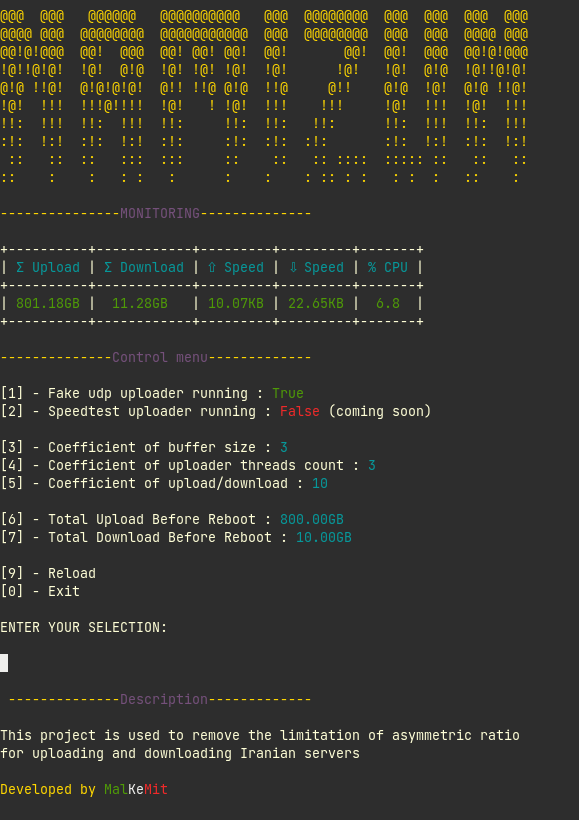 @@@  @@@   @@@@@@   @@@@@@@@@@   @@@  @@@@@@@@  @@@  @@@  @@@  @@@
@@@@ @@@  @@@@@@@@  @@@@@@@@@@@  @@@  @@@@@@@@  @@@  @@@  @@@@ @@@
@@!@!@@@  @@!  @@@  @@! @@! @@!  @@!       @@!  @@!  @@@  @@!@!@@@
!@!!@!@!  !@!  @!@  !@! !@! !@!  !@!      !@!   !@!  @!@  !@!!@!@!
@!@ !!@!  @!@!@!@!  @!! !!@ @!@  !!@     @!!    @!@  !@!  @!@ !!@!
!@!  !!!  !!!@!!!!  !@!   ! !@!  !!!    !!!     !@!  !!!  !@!  !!!
!!:  !!!  !!:  !!!  !!:     !!:  !!:   !!:      !!:  !!!  !!:  !!!
:!:  !:!  :!:  !:!  :!:     :!:  :!:  :!:       :!:  !:!  :!:  !:!
 ::   ::  ::   :::  :::     ::    ::   :: ::::  ::::: ::   ::   ::
::    :    :   : :   :      :    :    : :: : :   : :  :   ::    :
---------------MONITORING--------------
+----------+------------+---------+---------+-------+
| Σ Upload | Σ Download | ⇧ Speed | ⇩ Speed | % CPU |
+----------+------------+---------+---------+-------+
| 801.18GB |  11.28GB   | 10.07KB | 22.65KB |  6.8  |
+----------+------------+---------+---------+-------+
--------------Control menu-------------
[1] - Fake udp uploader running : True
[2] - Speedtest uploader running : False (coming soon)
[3] - Coefficient of buffer size : 3
[4] - Coefficient of uploader threads count : 3
[5] - Coefficient of upload/download : 10
[6] - Total Upload Before Reboot : 800.00GB
[7] - Total Download Before Reboot : 10.00GB
[9] - Reload
[0] - Exit
ENTER YOUR SELECTION:
--------------Description-------------
This project is used to remove the limitation of asymmetric ratio
for uploading and downloading Iranian servers
Developed by MalKeMit